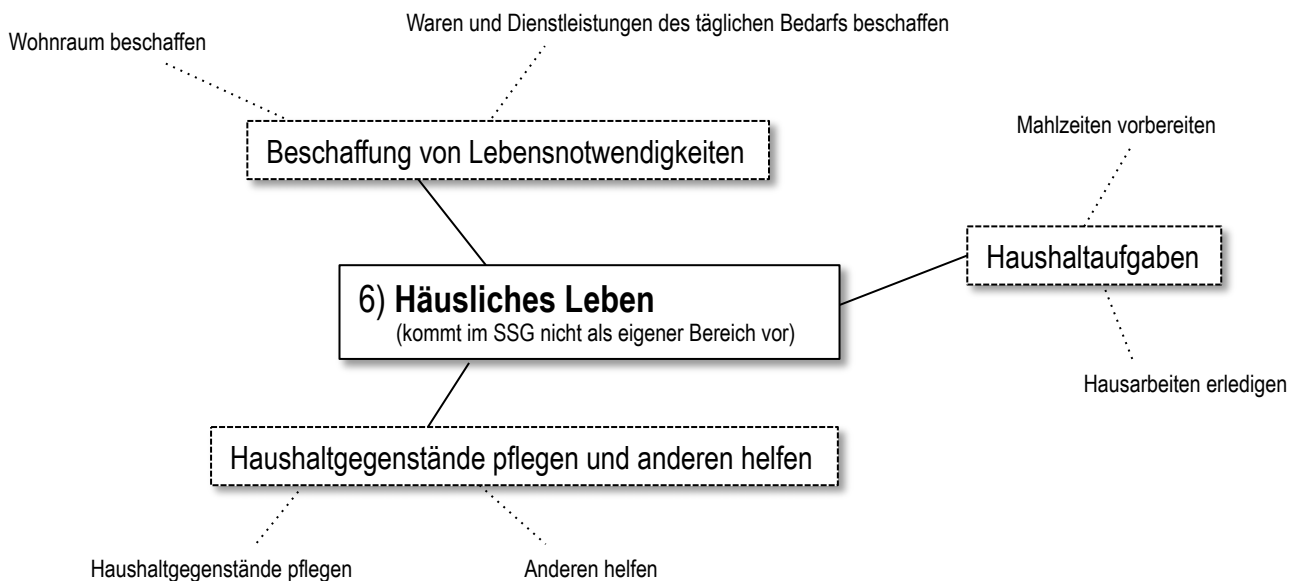 Waren und Dienstleistungen des täglichen Bedarfs beschaffen
Wohnraum beschaffen
Beschaffung von Lebensnotwendigkeiten
Mahlzeiten vorbereiten
Haushaltaufgaben
6) Häusliches Leben
(kommt im SSG nicht als eigener Bereich vor)
Hausarbeiten erledigen
Haushaltgegenstände pflegen und anderen helfen
Haushaltgegenstände pflegen
Anderen helfen